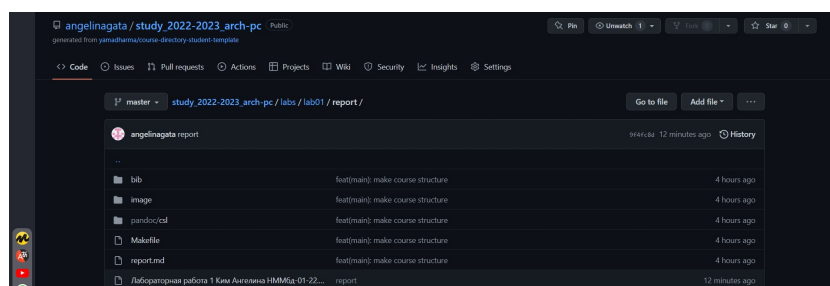 angelinagata / study_2022-2023_arch-pc Public Pin Unwatch 1 Fork 0 Star 0
generated from yamadharma/course-directory-student-template
Code Issues Pull requests Actions Projects Wiki Security Insights Settings
master study_2022-2023_arch-pc / labs / lab01 / report / Go to file Add file ...
angelinagata report 9f4fc8d 12 minutes ago History
..
bib feat(main): make course structure 4 hours ago
image feat(main): make course structure 4 hours ago
pandoc/csl feat(main): make course structure 4 hours ago
Makefile feat(main): make course structure 4 hours ago
report.md feat(main): make course structure 4 hours ago
Лабораторная работа 1 Ким Ангелина НММбд-01-22.... report 12 minutes ago